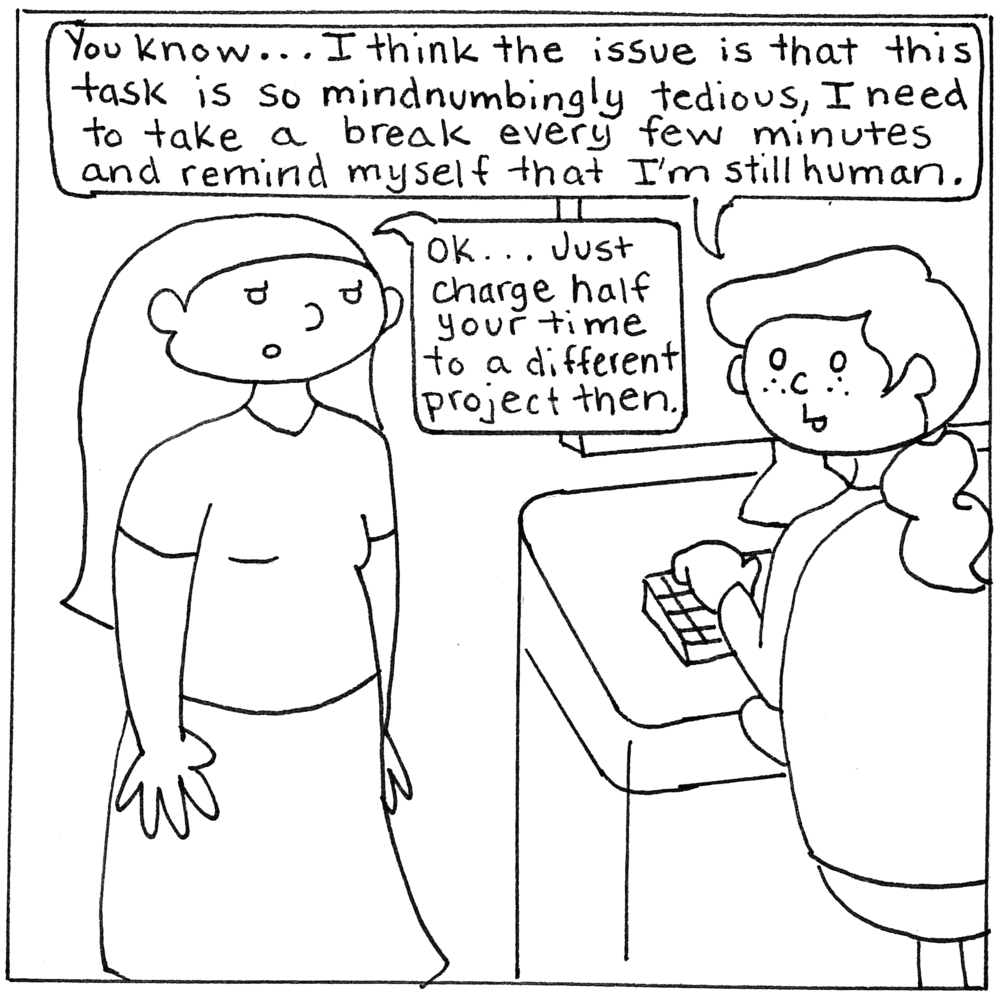 You know... I think the issue is that this
task is so mindnumbingly tedious, I need
to take a break every few minutes
and remind myself that I'm still human.
OK... Just
charge half
your time
to a different
project then.